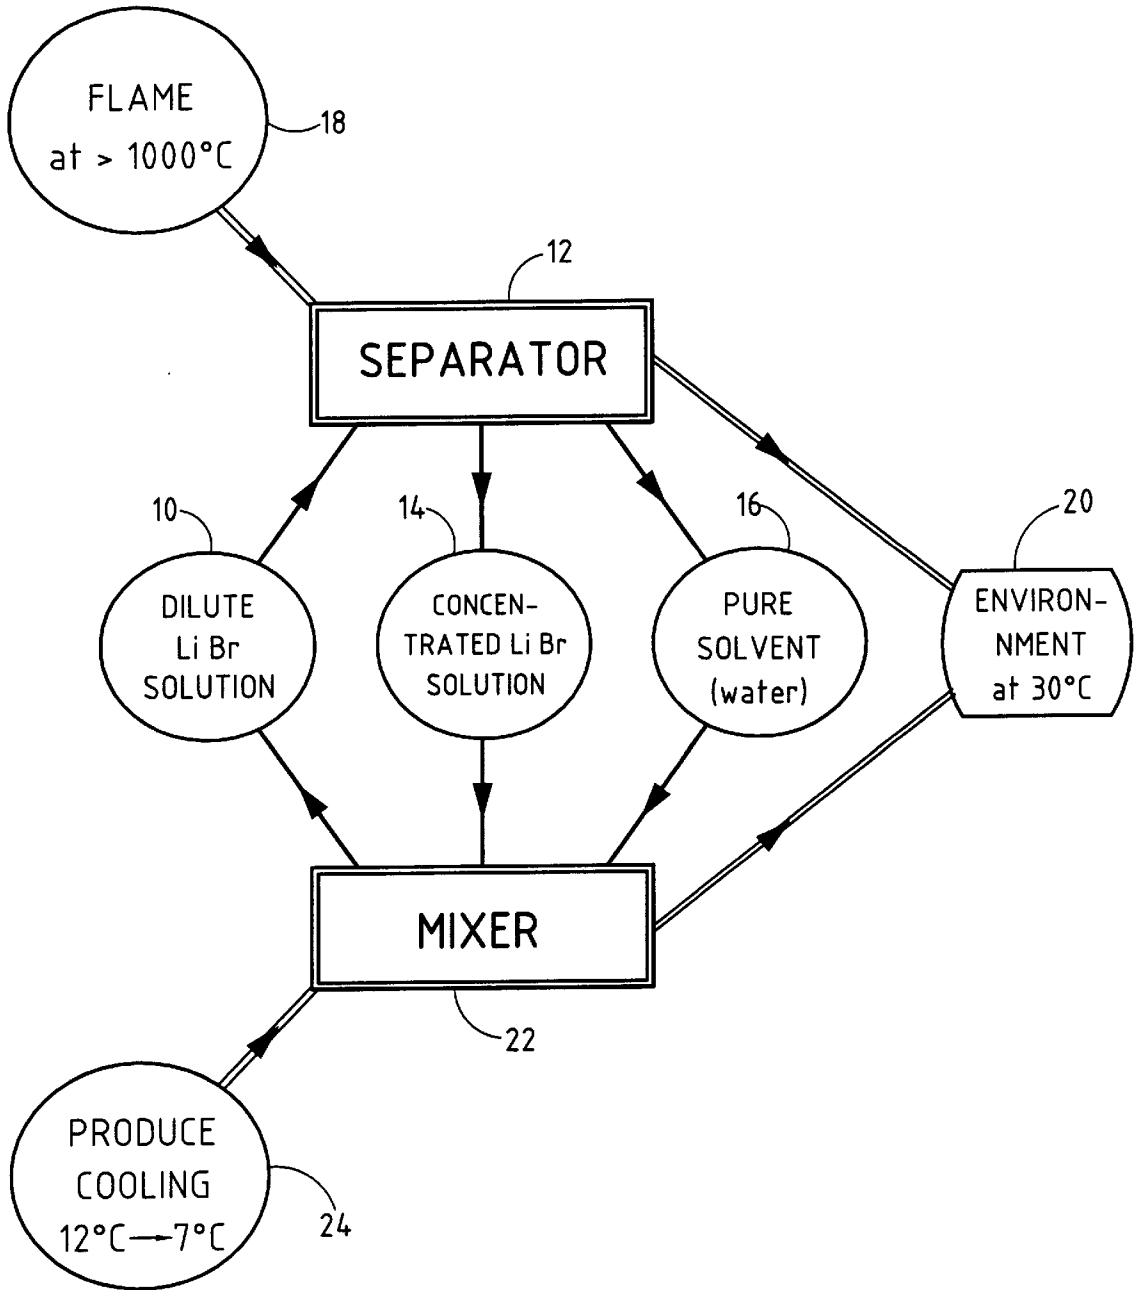 FLAME
at > 1000°C
18
12
SEPARATOR
10
14
16
20
DILUTE
Li Br
SOLUTION
CONCEN-
TRATED Li Br
SOLUTION
PURE
SOLVENT
(water)
ENVIRON-
NMENT
at 30°C
MIXER
22
PRODUCE
COOLING
12°C→7°C
24